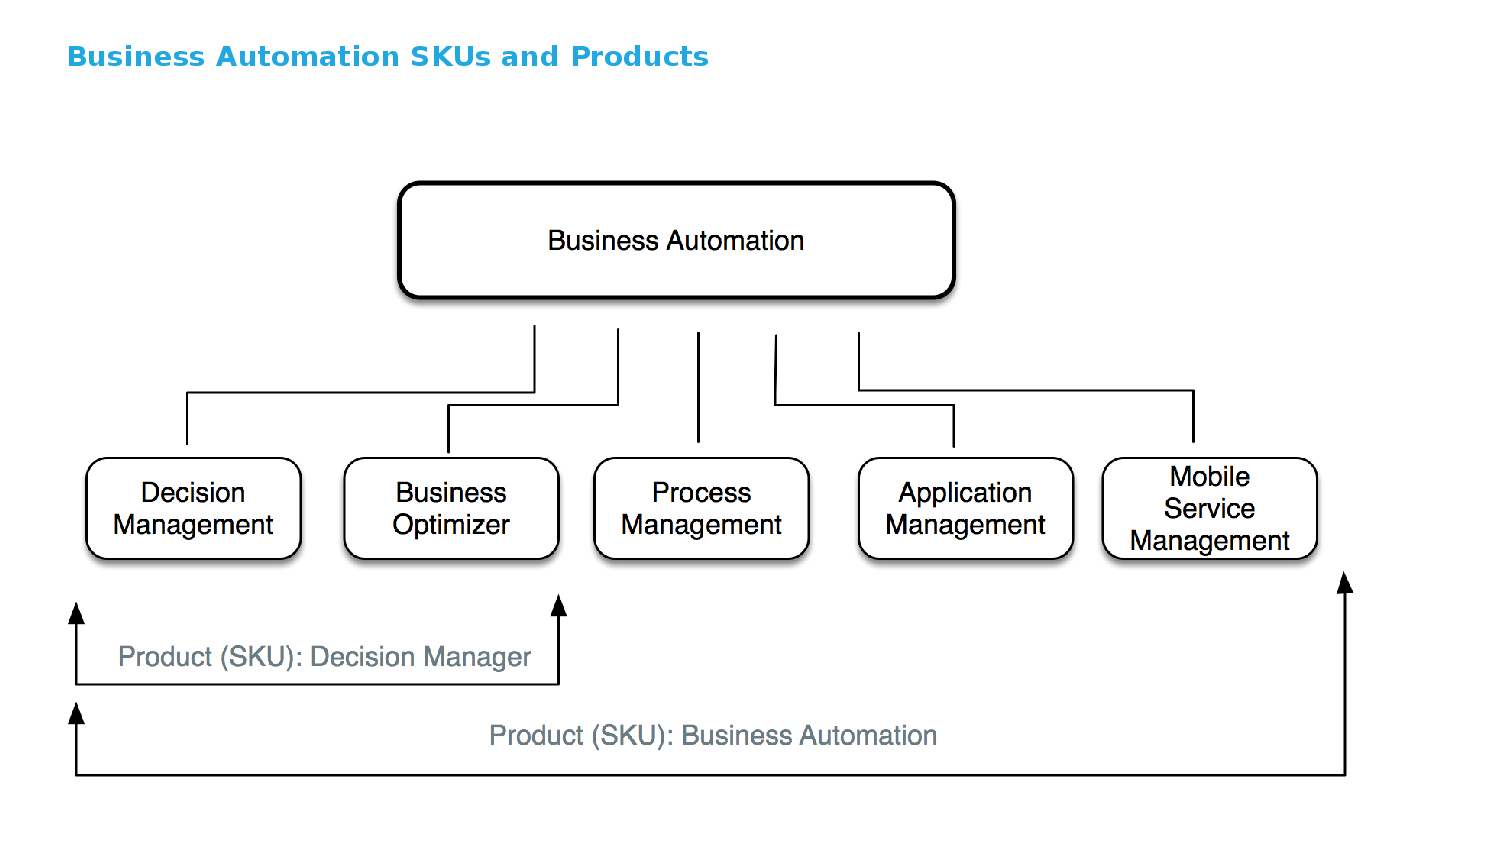 Business Automation SKUs and Products
Business Automation
Decision
Management
Business
Optimizer
Process
Management
Application
Management
Mobile
Service
Management
Product (SKU): Decision Manager
Product (SKU): Business Automation